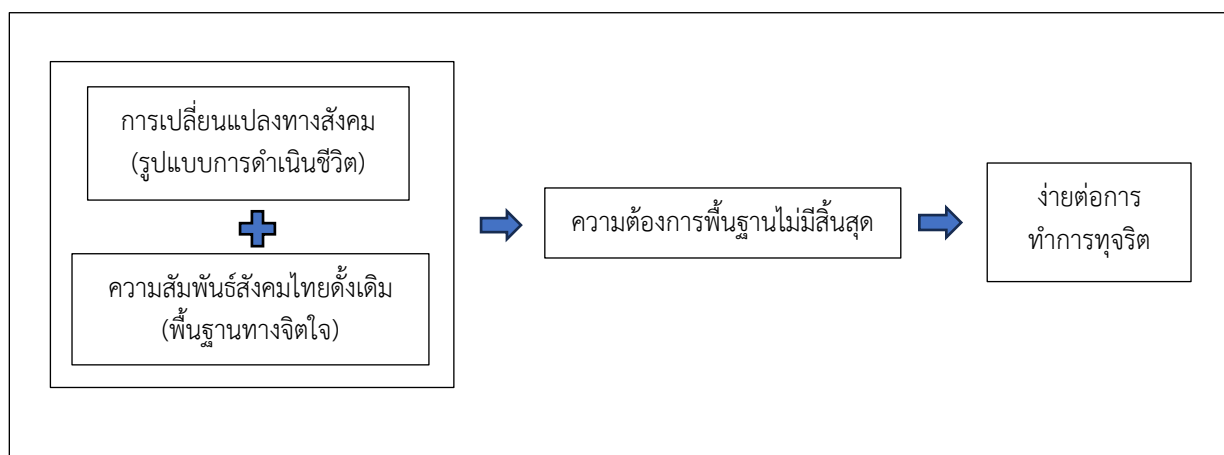 การเปลี่ยนแปลงทางสังคม
(รูปแบบการดำเนินชีวิต)
ความสัมพันธ์สังคมไทยดั้งเดิม
(พื้นฐานทางจิตใจ)
ความต้องการพื้นฐานไม่มีสิ้นสุด
ง่ายต่อการ
ทำการทุจริต